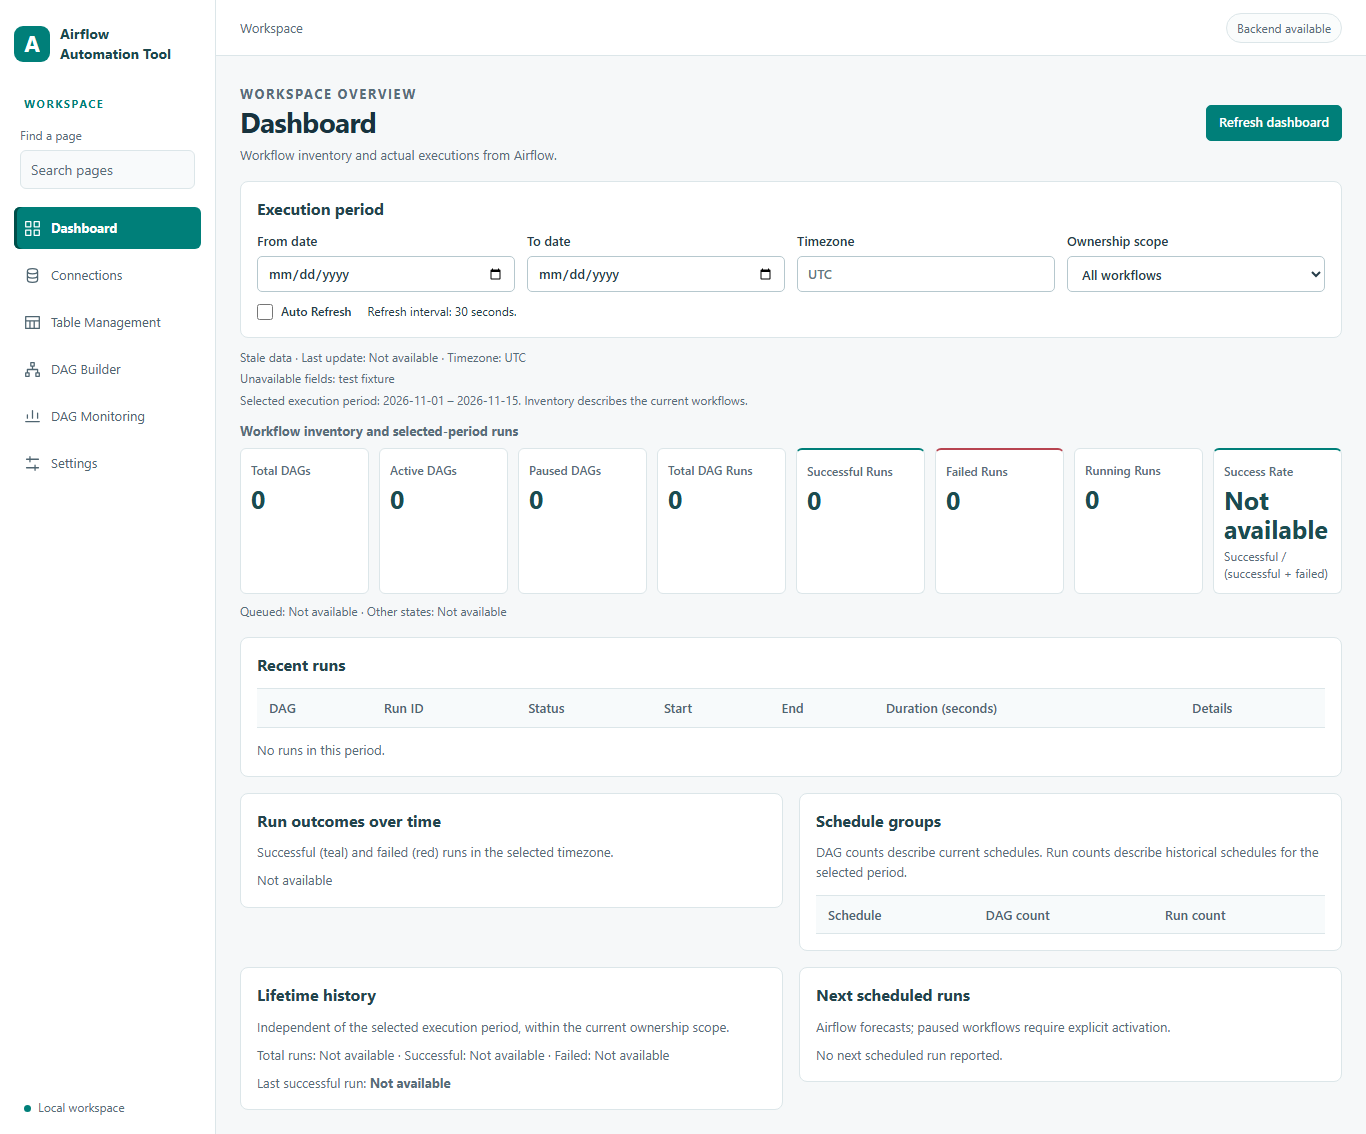 A
Airflow
Automation Tool
WORKSPACE
Find a page
Search pages
Dashboard
Connections
Table Management
DAG Builder
DAG Monitoring
Settings
Local workspace
Workspace
Backend available
WORKSPACE OVERVIEW
Dashboard
Workflow inventory and actual executions from Airflow.
Refresh dashboard
Execution period
From date
To date
Timezone
Ownership scope
mm/dd/yyyy
mm/dd/yyyy
UTC
All workflows
Auto Refresh
Refresh interval: 30 seconds.
Stale data · Last update: Not available · Timezone: UTC
Unavailable fields: test fixture
Selected execution period: 2026-11-01 – 2026-11-15. Inventory describes the current workflows.
Workflow inventory and selected-period runs
Total DAGs
0
Active DAGs
0
Paused DAGs
0
Total DAG Runs
0
Successful Runs
0
Failed Runs
0
Running Runs
0
Success Rate
Not
available
Successful /
(successful + failed)
Queued: Not available · Other states: Not available
Recent runs
DAG Run ID Status Start End Duration (seconds) Details
No runs in this period.
Run outcomes over time
Successful (teal) and failed (red) runs in the selected timezone.
Not available
Schedule groups
DAG counts describe current schedules. Run counts describe historical schedules for the
selected period.
Schedule DAG count Run count
Lifetime history
Independent of the selected execution period, within the current ownership scope.
Total runs: Not available · Successful: Not available · Failed: Not available
Last successful run: Not available
Next scheduled runs
Airflow forecasts; paused workflows require explicit activation.
No next scheduled run reported.